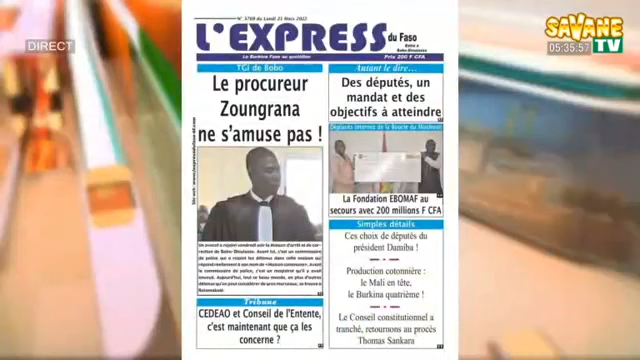 DIRECT
SAVANE
TV
05:35:57
N° 5769 du Lundi 21 Mars 2022
L'EXPRESS
du Faso
Edité à
Bobo-Dioulasso
Le Burkina Faso au quotidien
Prix 200 F CFA
TGI de Bobo
Le procureur
Zoungrana
ne s'amuse pas !
Tribune
CEDEAO et Conseil de l'Entente,
c'est maintenant que ça les
concerne ?
Autant le dire...
Des députés, un
mandat et des
objectifs à atteindre
Déplacés internes de la Boucle du Mouhoun
La Fondation EBOMAF au
secours avec 200 millions F CFA
Simples détails
Ces choix de députés du
président Damiba !
Production cotonnière :
le Mali en tête,
le Burkina quatrième !
Le Conseil constitutionnel a
tranché, retournons au procès
Thomas Sankara